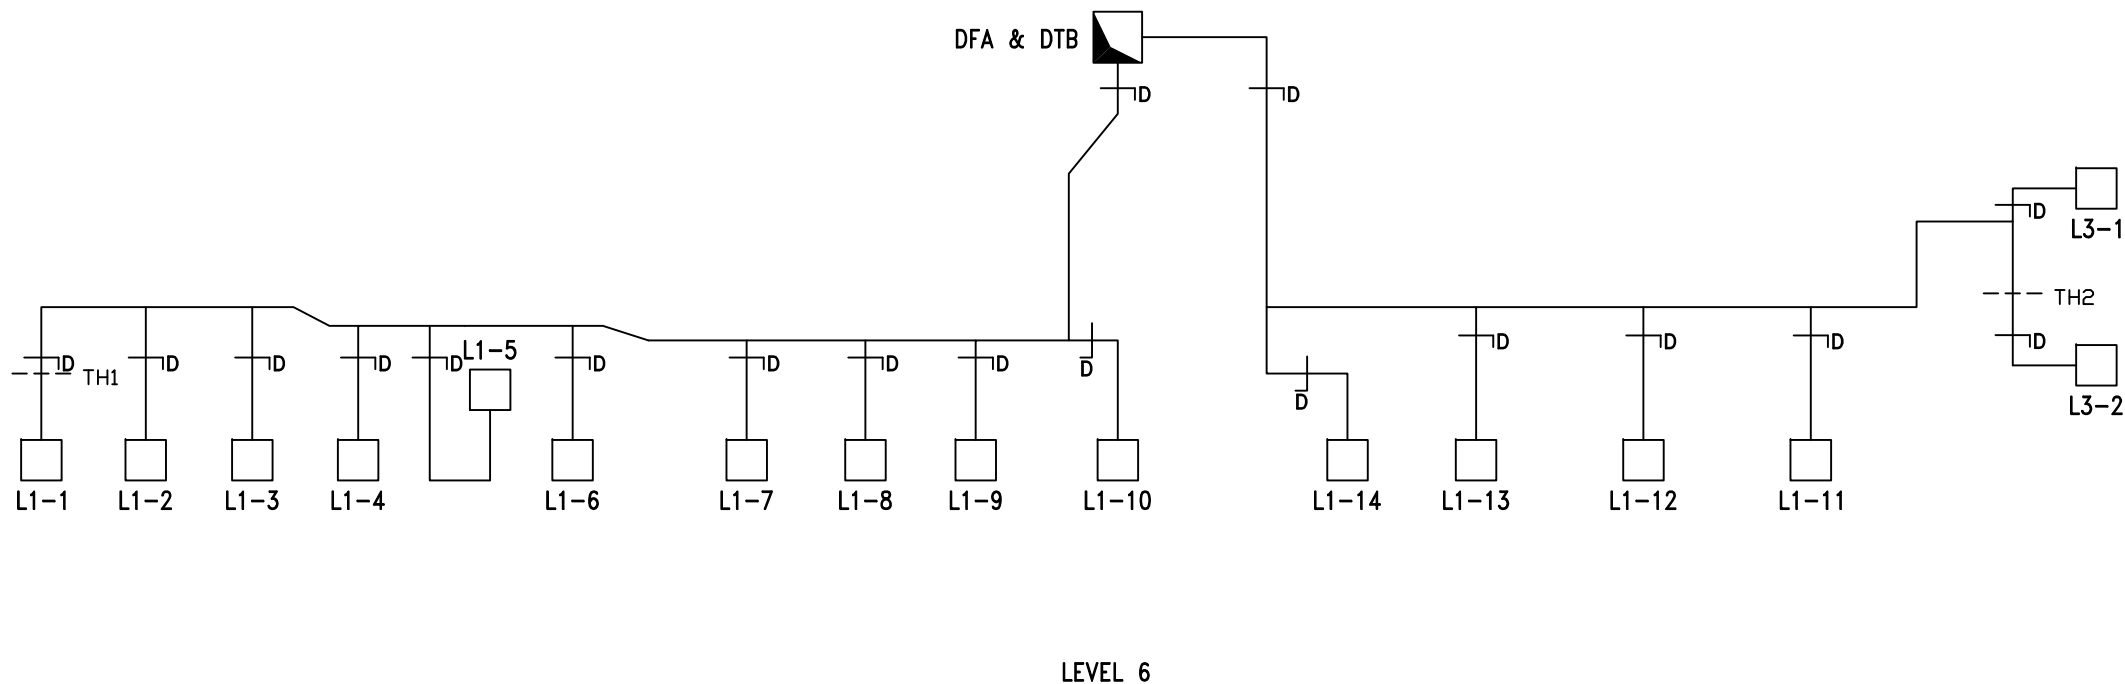 DFA & DTB
D
D
D
L3-1
TH2
D
L1-5
D
TH1
D
D
D
D
D
D
D
D
D
D
D
D
D
L3-2
L1-1
L1-2
L1-3
L1-4
L1-6
L1-7
L1-8
L1-9
L1-10
L1-14
L1-13
L1-12
L1-11
LEVEL 6